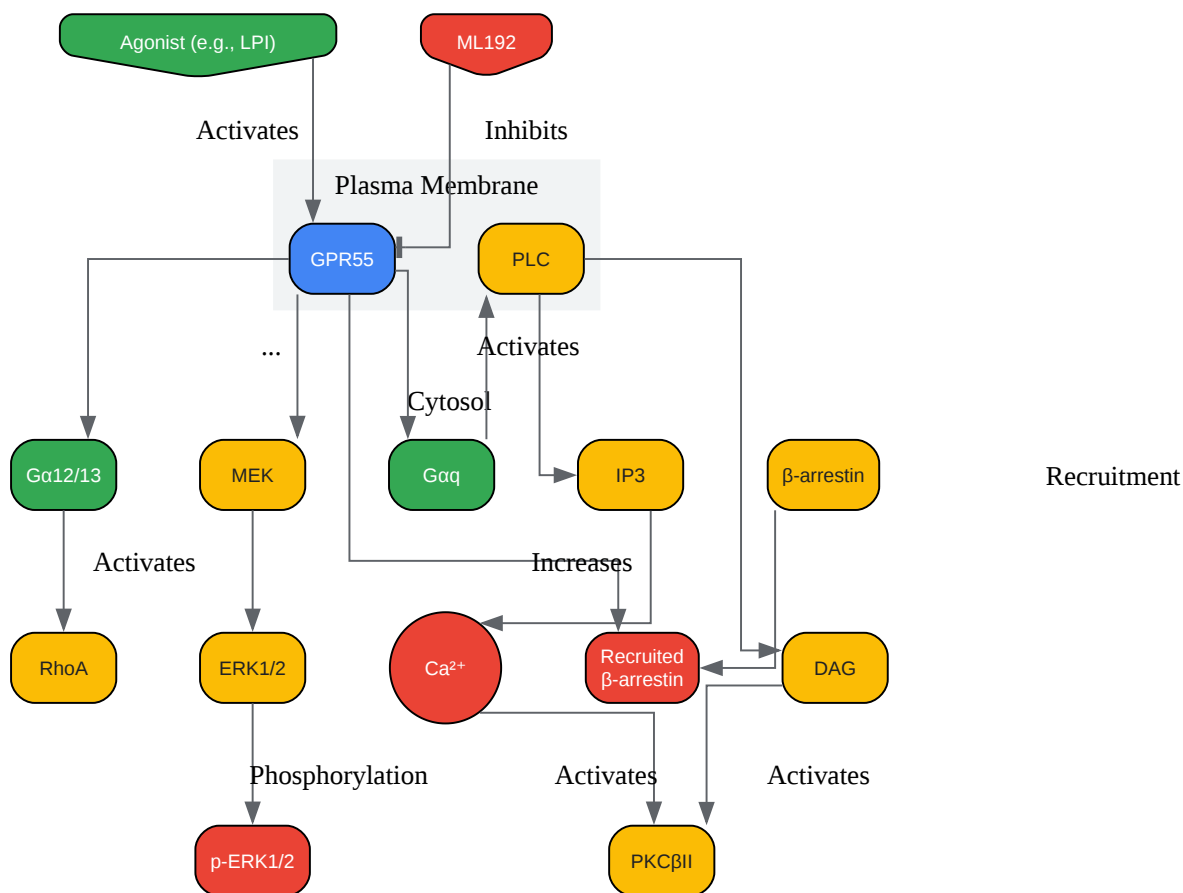 Agonist (e.g., LPI)
ML192
Activates
Inhibits
Plasma Membrane
GPR55
PLC
...
Activates
Cytosol
Gα12/13
MEK
Gαq
IP3
β-arrestin
Recruitment
Activates
Increases
RhoA
ERK1/2
Ca²⁺
Recruited
β-arrestin
DAG
Phosphorylation
Activates
Activates
p-ERK1/2
PKCβII